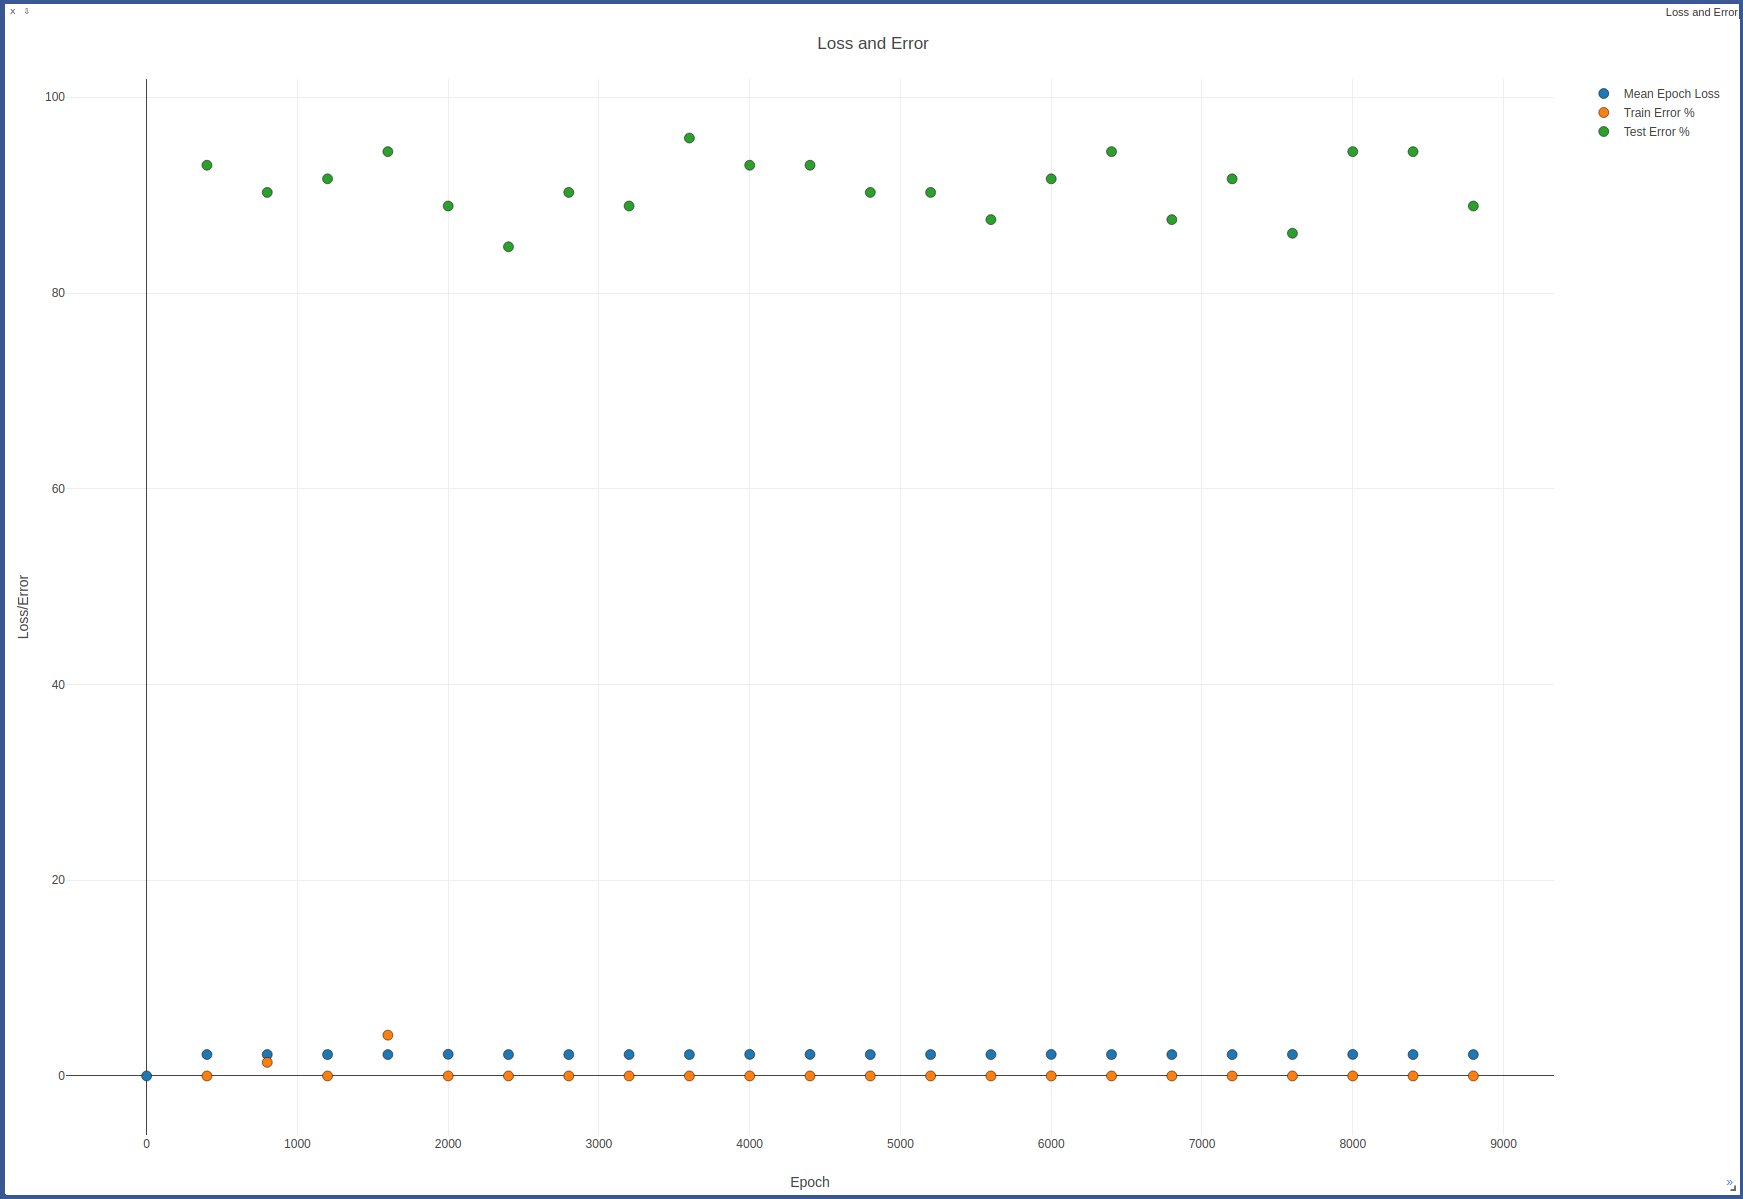 x ⇩
Loss and Error
Loss and Error
Mean Epoch Loss
Train Error %
Test Error %
100
80
60
40
20
0
Loss/Error
0 1000 2000 3000 4000 5000 6000 7000 8000 9000
Epoch
»